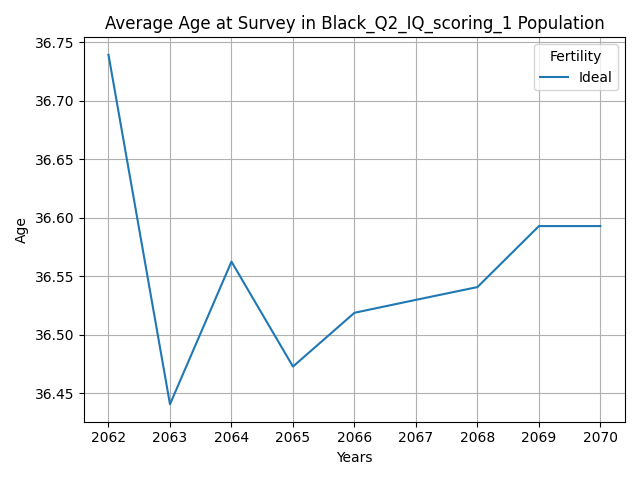 Average Age at Survey in Black_Q2_IQ_scoring_1 Population
36.75
36.70
36.65
36.60
36.55
36.50
36.45
Age
Fertility
Ideal
2062 2063 2064 2065 2066 2067 2068 2069 2070
Years